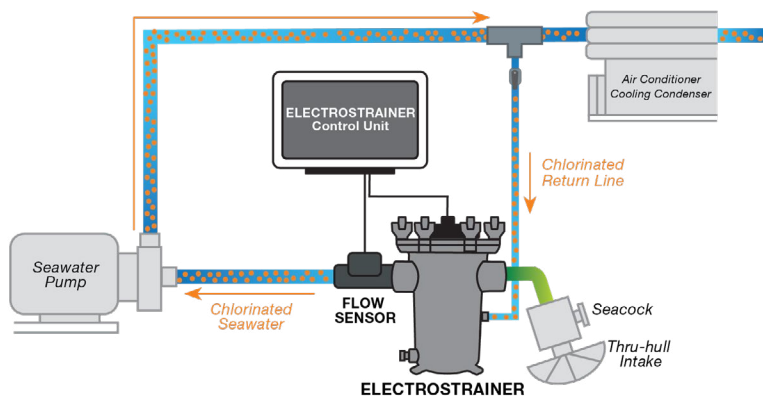 Air Conditioner
Cooling Condenser
ELECTROSTRAINER
Control Unit
Chlorinated
Return Line
Seawater
Pump
Chlorinated
Seawater
FLOW
SENSOR
Seacock
Thru-hull
Intake
ELECTROSTRAINER